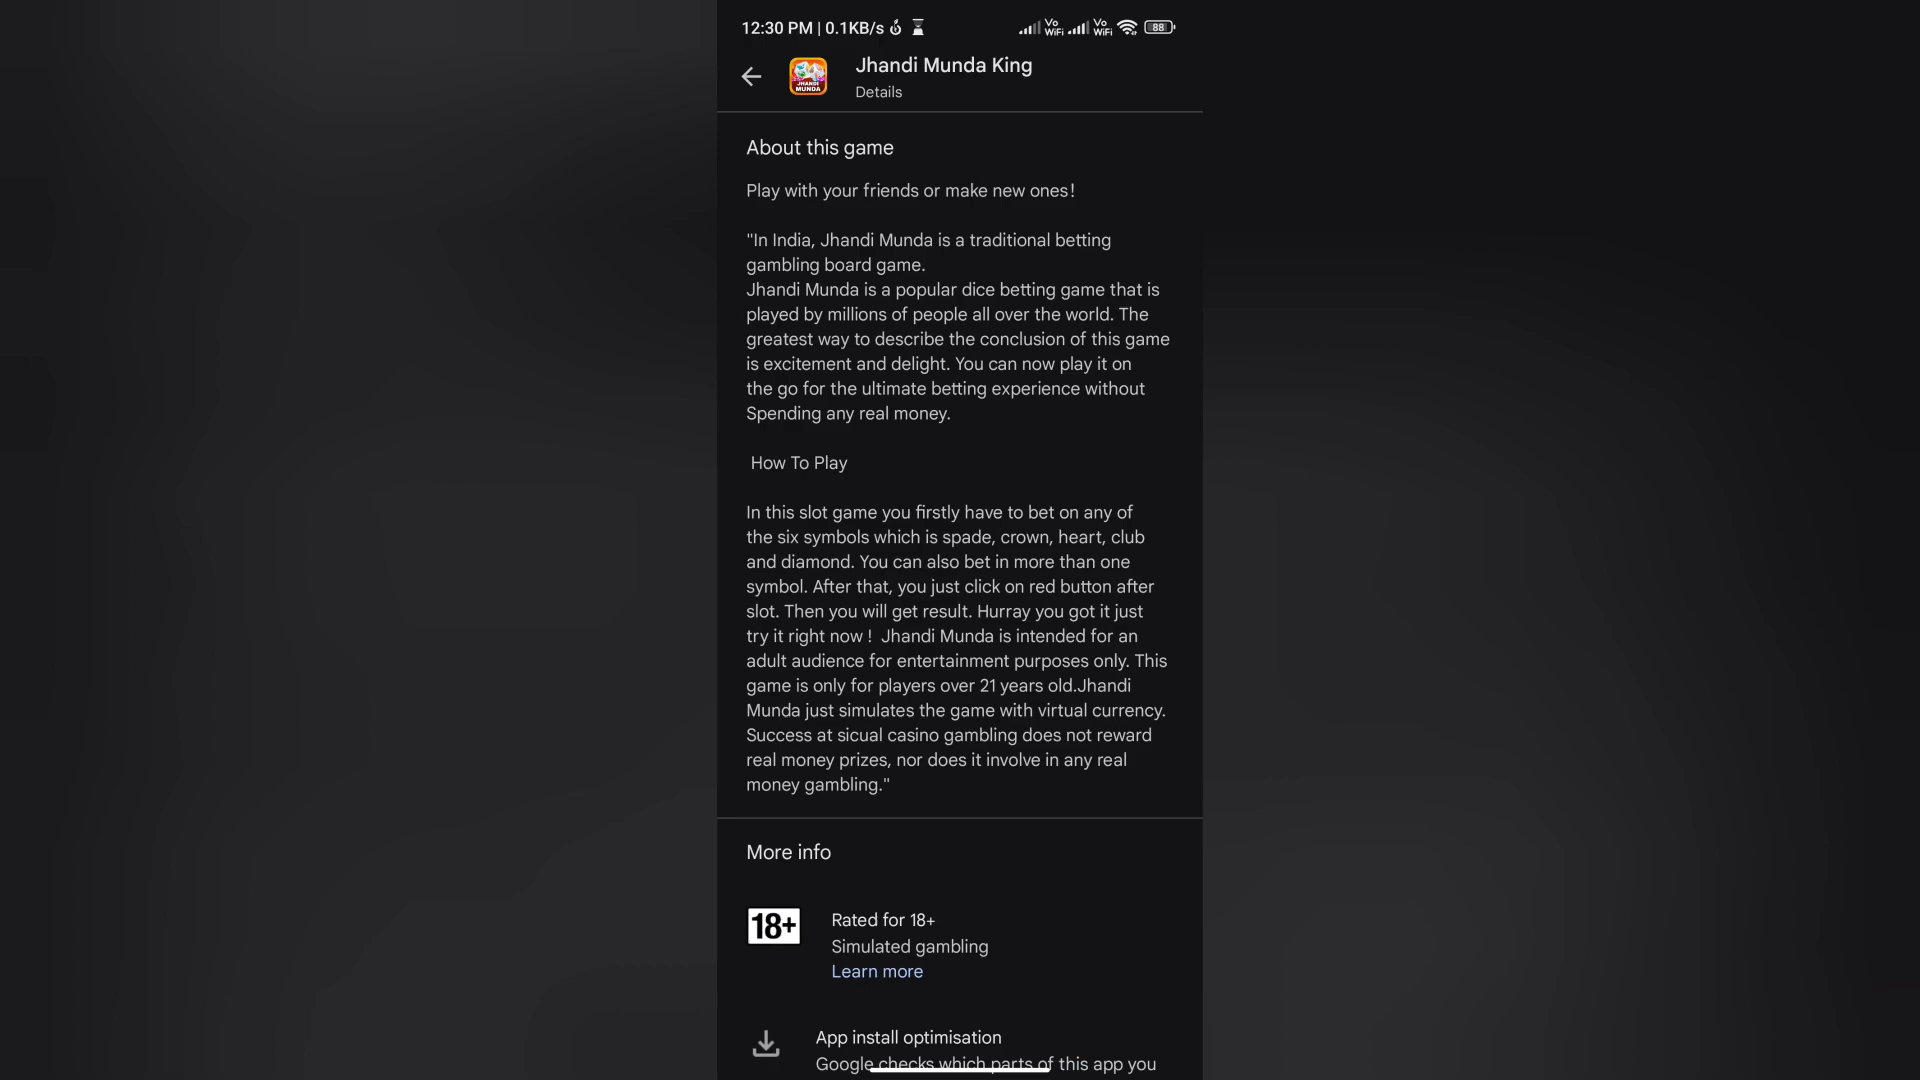 12:30 PM | 0.1KB/s
Vo WiFi Vo WiFi 88
Jhandi Munda King
JHANDI MUNDA
Details
About this game
Play with your friends or make new ones!
"In India, Jhandi Munda is a traditional betting
gambling board game.
Jhandi Munda is a popular dice betting game that is
played by millions of people all over the world. The
greatest way to describe the conclusion of this game
is excitement and delight. You can now play it on
the go for the ultimate betting experience without
Spending any real money.
How To Play
In this slot game you firstly have to bet on any of
the six symbols which is spade, crown, heart, club
and diamond. You can also bet in more than one
symbol. After that, you just click on red button after
slot. Then you will get result. Hurray you got it just
try it right now ! Jhandi Munda is intended for an
adult audience for entertainment purposes only. This
game is only for players over 21 years old.Jhandi
Munda just simulates the game with virtual currency.
Success at sicual casino gambling does not reward
real money prizes, nor does it involve in any real
money gambling."
More info
18+
Rated for 18+
Simulated gambling
Learn more
App install optimisation
Google checks which parts of this app you